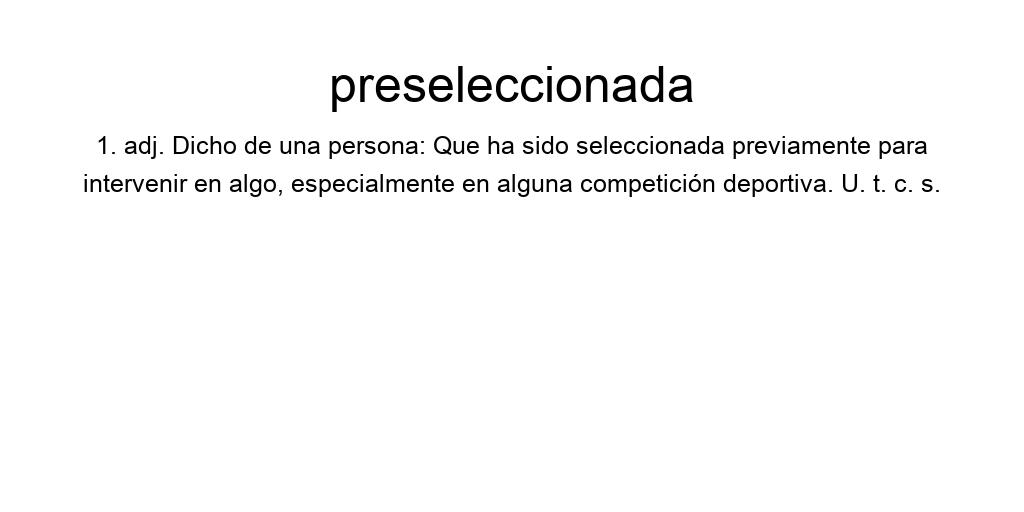 preseleccionada
1. adj. Dicho de una persona: Que ha sido seleccionada previamente para
intervenir en algo, especialmente en alguna competición deportiva. U. t. c. s.